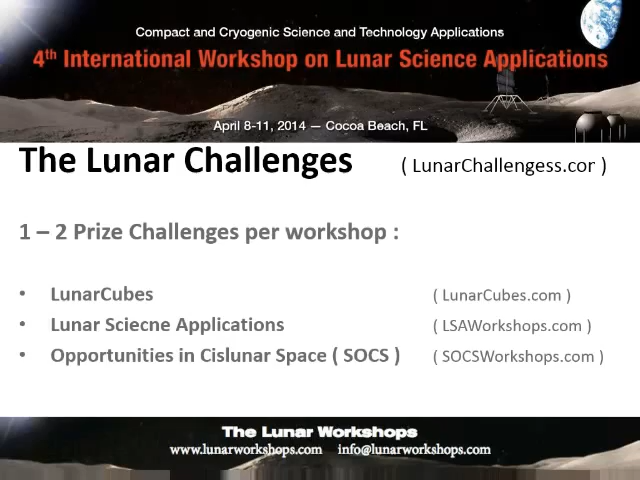 Compact and Cryogenic Science and Technology Applications
4th International Workshop on Lunar Science Applications
April 8-11, 2014 — Cocoa Beach, FL
The Lunar Challenges ( LunarChallengess.con )
1 – 2 Prize Challenges per workshop :
• LunarCubes ( LunarCubes.com )
• Lunar Sciecne Applications ( LSAWorkshops.com )
• Opportunities in Cislunar Space ( SOCS ) ( SOCSWorkshops.com )
The Lunar Workshops
www.lunarworkshops.com info@lunarworkshops.com